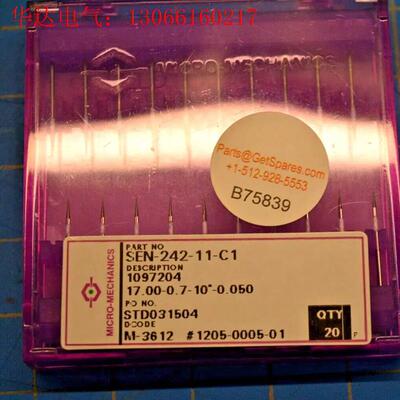 华达电气：13066160217
MICRO-MECHANICS
Parts@GetSpares.com
+1-512-928-5553
B75839
MICRO-MECHANICS
PART NO
SEN-242-11-C1
DESCRIPTION
1097204
17.00-0.7-10°-0.050
PO NO.
STD031504
DCODE
M-3612 #1205-0005-01
QTY
20 P